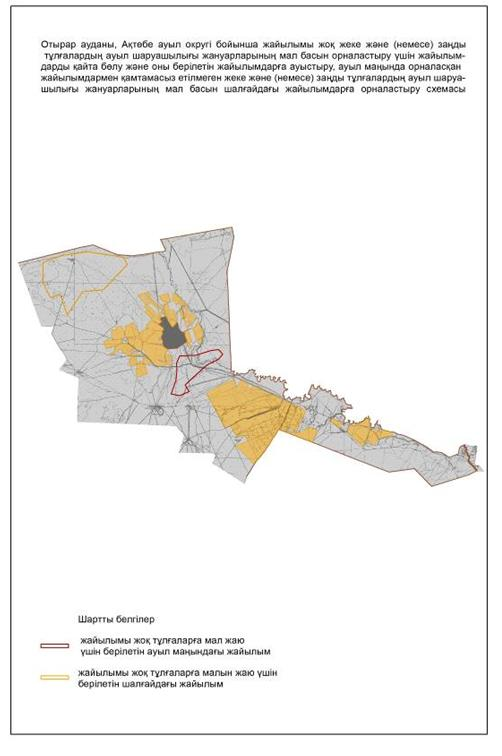 Отырар ауданы, Ақтөбе ауыл округі бойынша жайылымы жоқ жеке және (немесе) заңды
тұлғалардың ауыл шаруашылығы жануарларының мал басын орналастыру үшін жайылым-
дарды қайта бөлу және оны берілетін жайылымдарға ауыстыру, ауыл маңында орналасқан
жайылымдармен қамтамасыз етілмеген жеке және (немесе) заңды тұлғалардың ауыл шаруа-
шылығы жануарларының мал басын шалғайдағы жайылымдарға орналастыру схемасы
Шартты белгілер
жайылымы жоқ тұлғаларға мал жаю
үшін берілетін ауыл маңындағы жайылым
жайылымы жоқ тұлғаларға малын жаю үшін
берілетін шалғайдағы жайылым